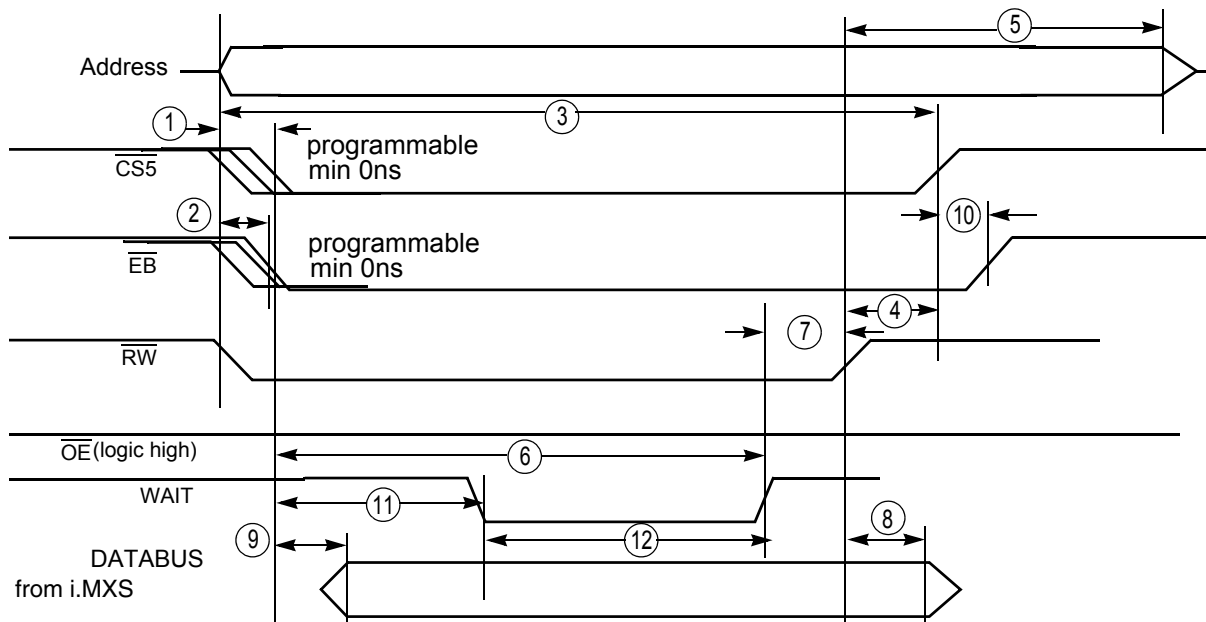 5
Address
1
3
programmable
min 0ns
CS5
2
10
programmable
min 0ns
EB
7
4
RW
OE(logic high)
6
WAIT
11
12
8
9
DATABUS
from i.MXS